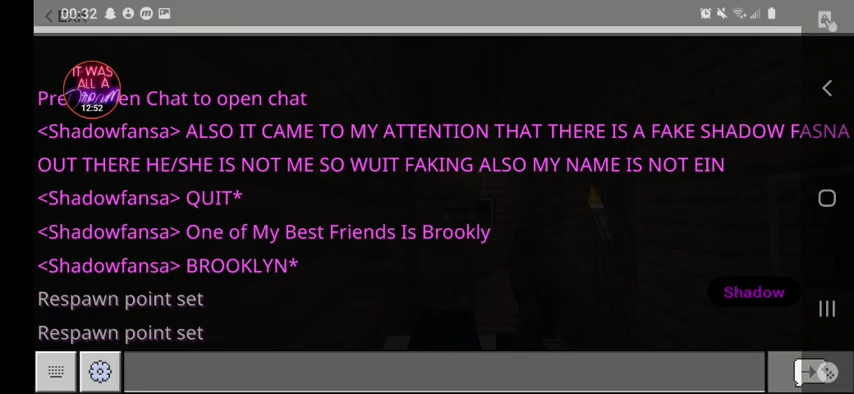 00:32
IT WAS
ALL A
12:52
Pre en Chat to open chat
<Shadowfansa> ALSO IT CAME TO MY ATTENTION THAT THERE IS A FAKE SHADOW FASNA
OUT THERE HE/SHE IS NOT ME SO WUIT FAKING ALSO MY NAME IS NOT EIN
<Shadowfansa> QUIT*
<Shadowfansa> One of My Best Friends Is Brookly
<Shadowfansa> BROOKLYN*
Shadow
Respawn point set
Respawn point set